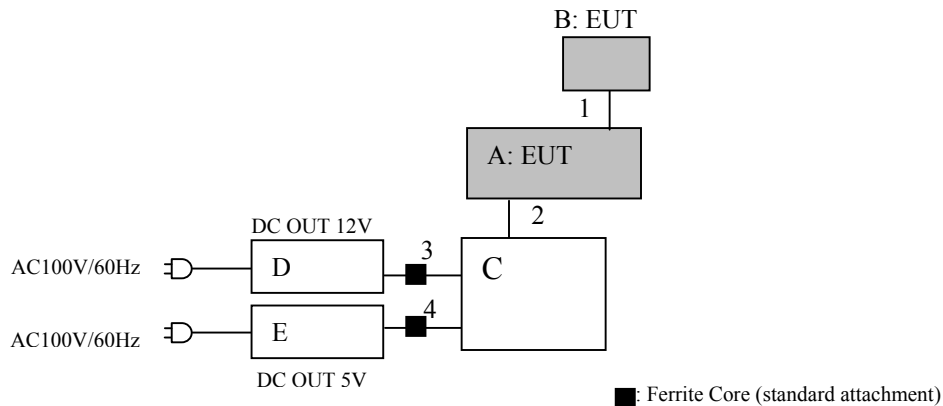 B: EUT
1
A: EUT
2
DC OUT 12V
3
AC100V/60Hz
D
C
4
AC100V/60Hz
E
DC OUT 5V
: Ferrite Core (standard attachment)